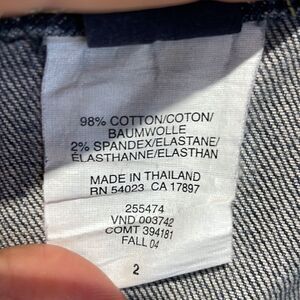 98% COTTON/COTON/
BAUMWOLLE
2% SPANDEX/ELASTANE/
ÉLASTHANNE/ELASTHAN
MADE IN THAILAND
RN 54023 CA 17897
255474
VND 003742
COMT 394181
FALL 04
2